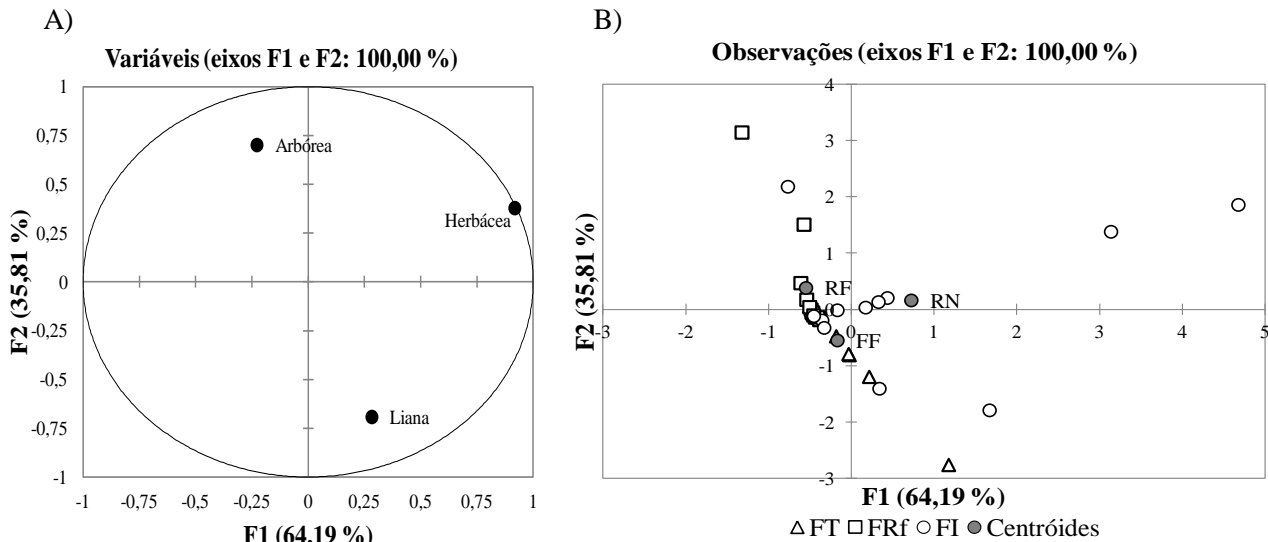 A)
Variáveis (eixos F1 e F2: 100,00 %)
1
0,75
0,5
0,25
0
-0,25
-0,5
-0,75
-1
F2 (35,81 %)
Arbórea
Herbácea
Liana
-1
-0,75
-0,5
-0,25
0
0,25
0,5
0,75
1
F1 (64,19 %)
B)
Observações (eixos F1 e F2: 100,00 %)
4
3
2
1
0
-1
-2
-3
F2 (35,81 %)
RF
RN
FF
-3
-2
-1
0
1
2
3
4
5
F1 (64,19 %)
FT FRf FI Centróides